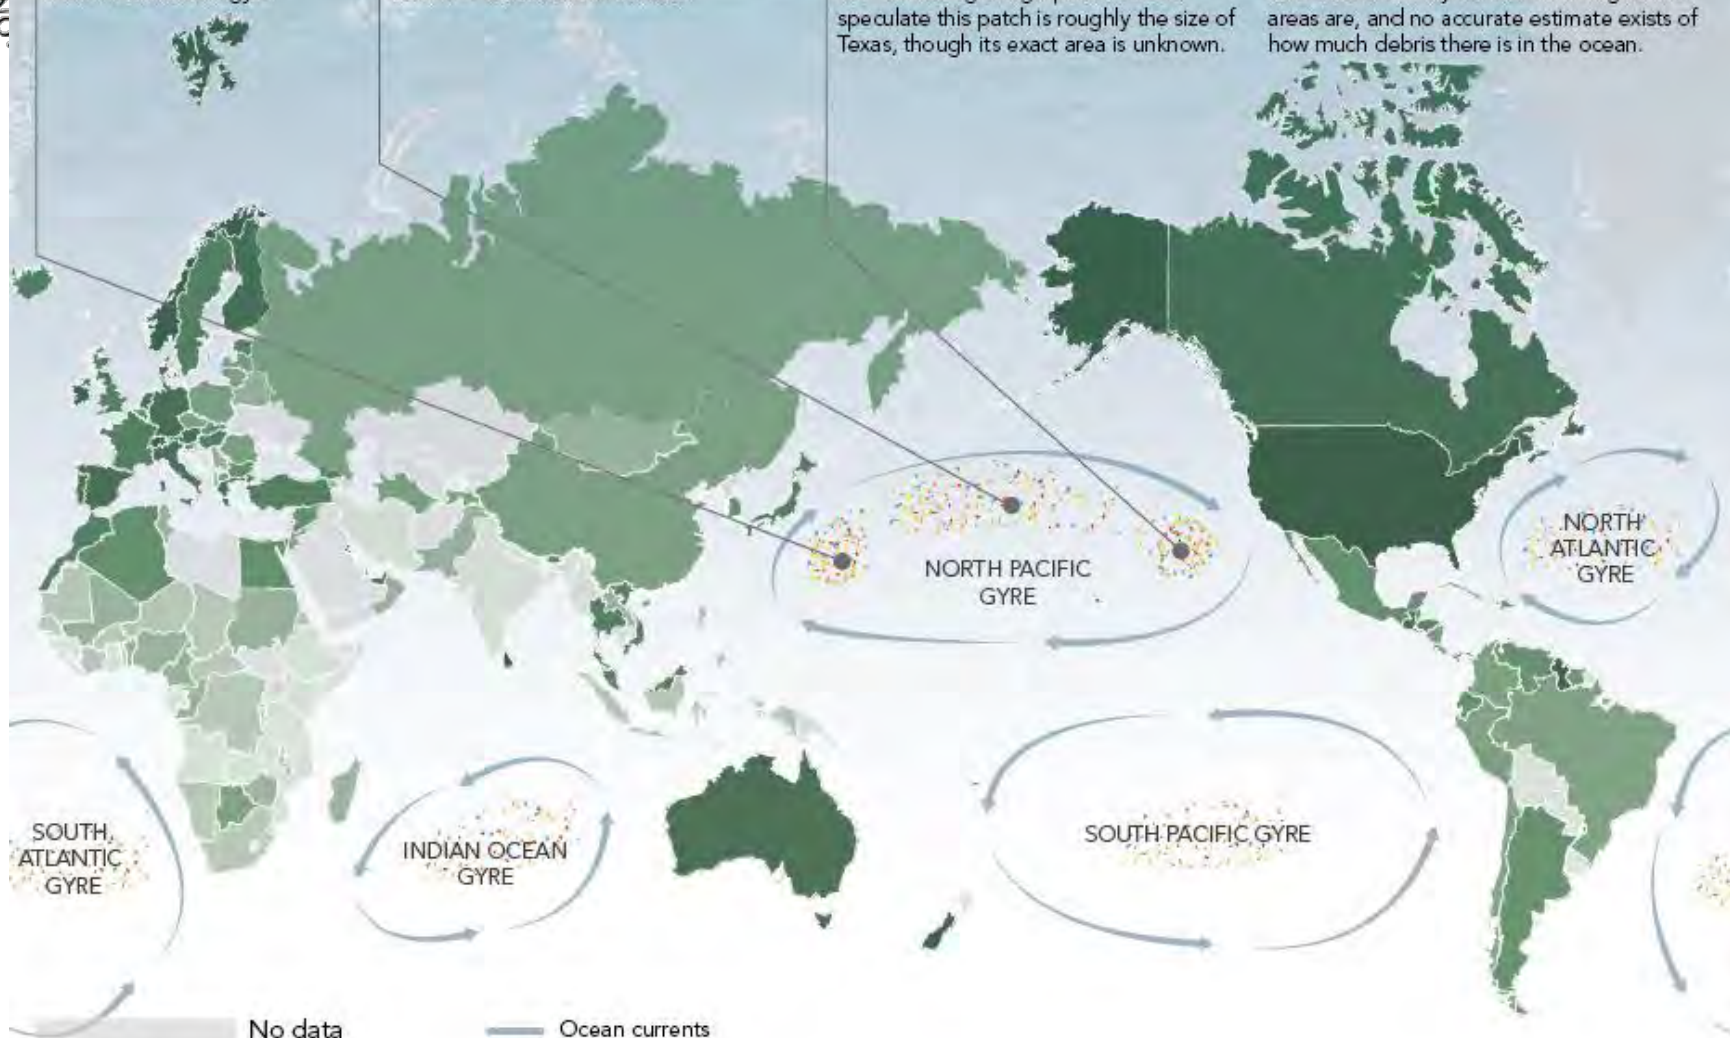 speculate this patch is roughly the size of
Texas, though its exact area is unknown.
areas are, and no accurate estimate exists of
how much debris there is in the ocean.
NORTH PACIFIC
GYRE
NORTH
ATLANTIC
GYRE
SOUTH
ATLANTIC
GYRE
INDIAN OCEAN
GYRE
SOUTH PACIFIC GYRE
No data
Ocean currents